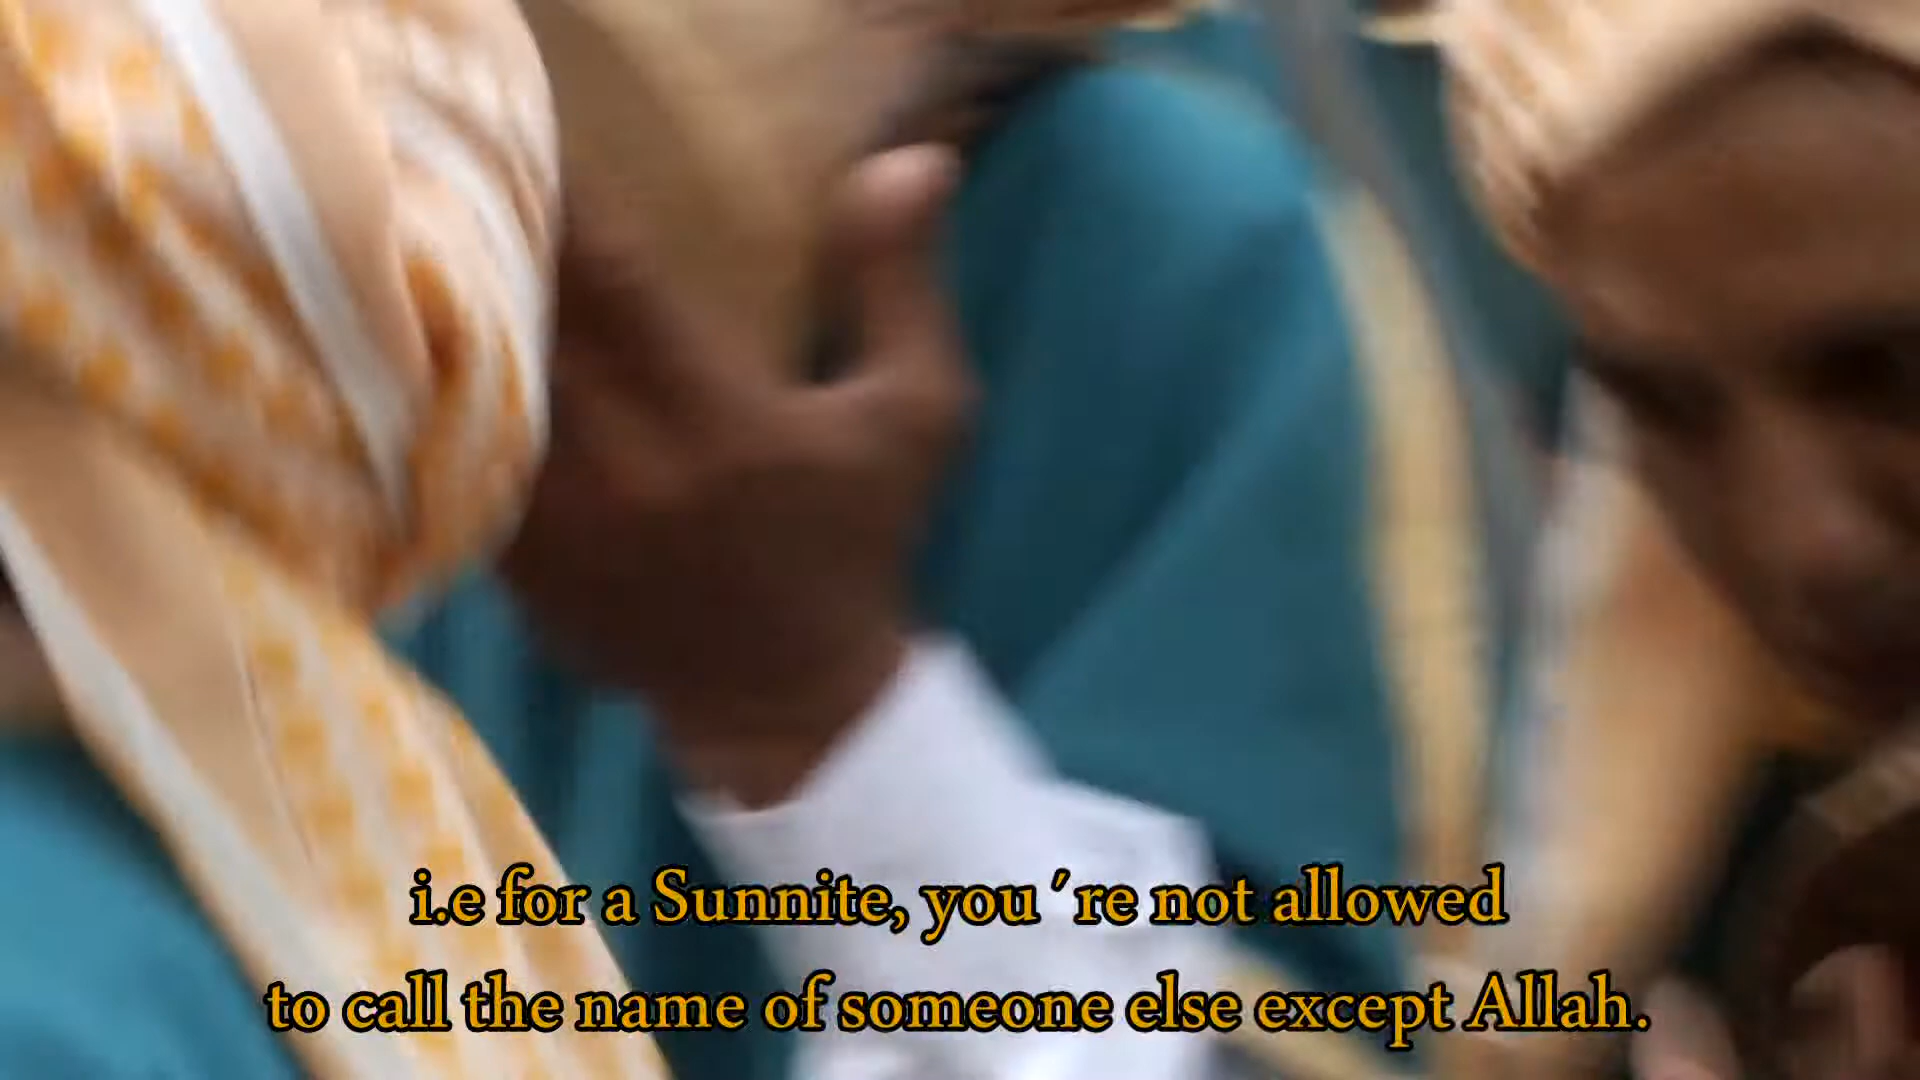 i.e for a Sunnite, you´re not allowed
to call the name of someone else except Allah.